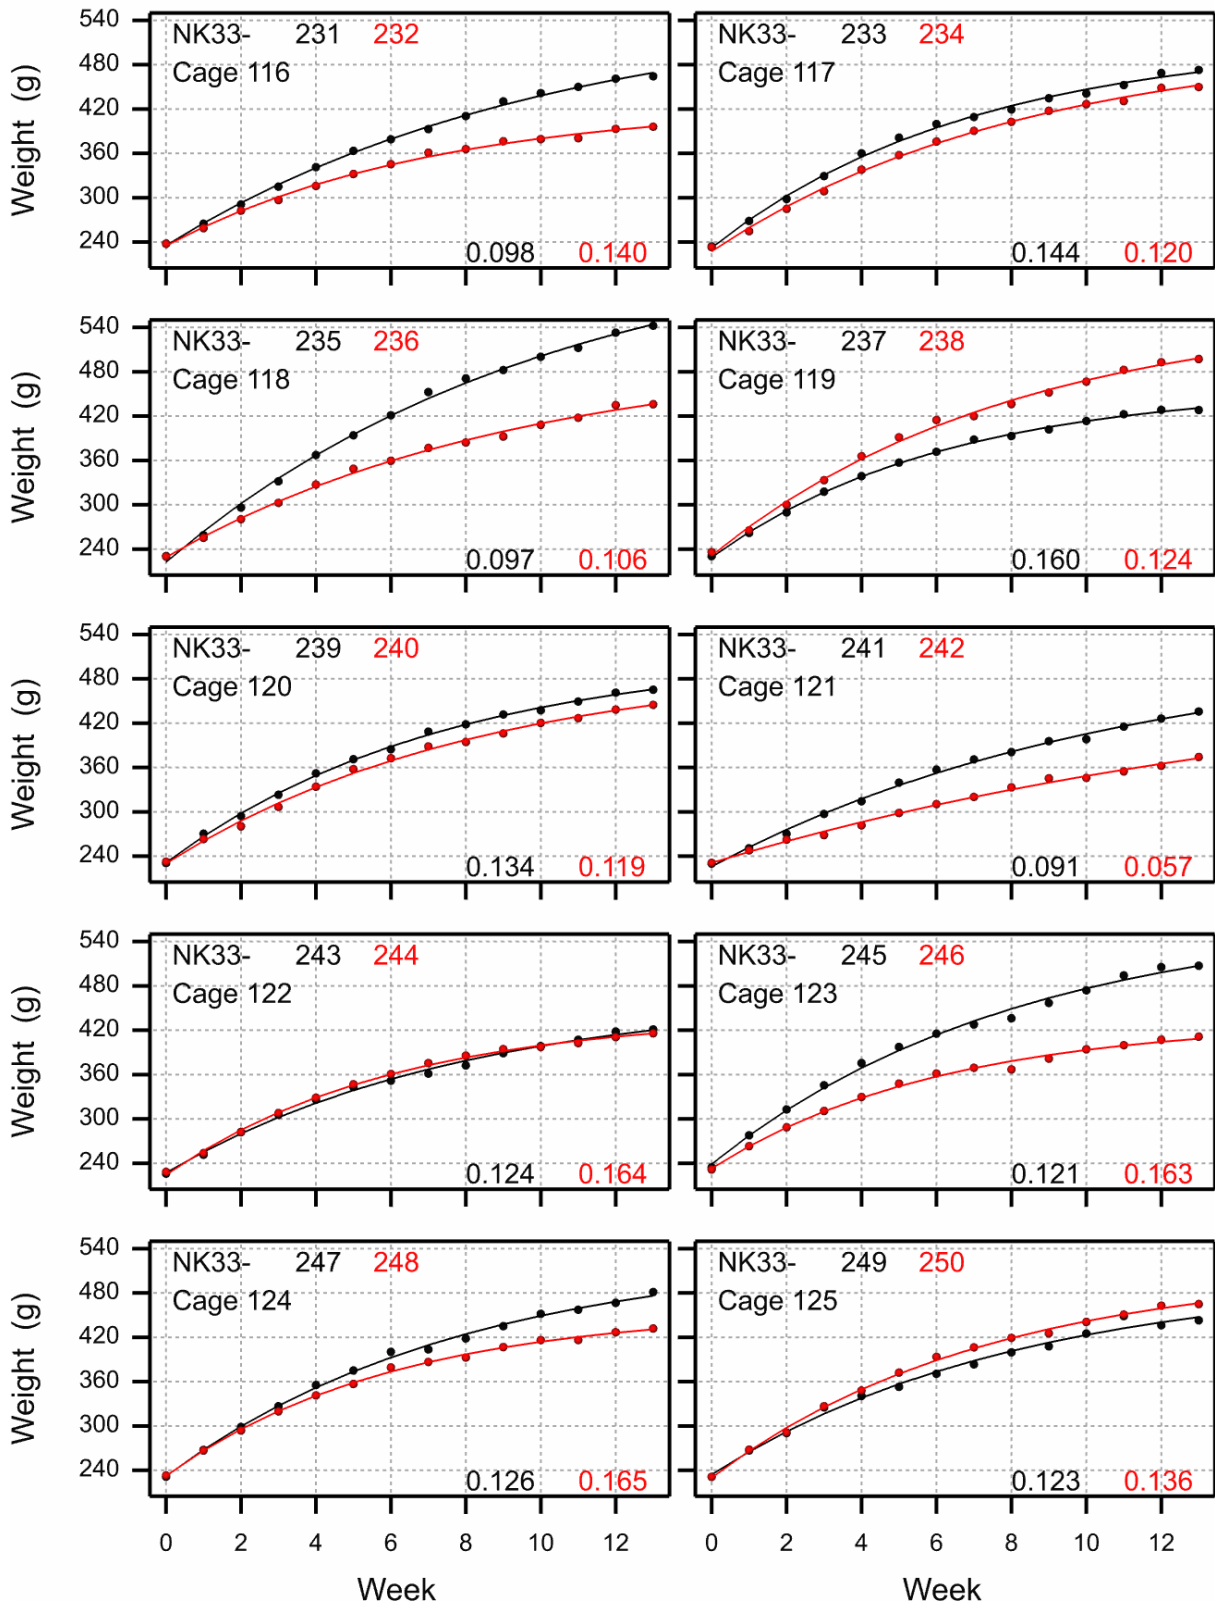 540
480
420
360
300
240
Weight (g)
NK33- 231 232
Cage 116
0.098 0.140
NK33- 233 234
Cage 117
0.144 0.120
540
480
420
360
300
240
Weight (g)
NK33- 235 236
Cage 118
0.097 0.106
NK33- 237 238
Cage 119
0.160 0.124
540
480
420
360
300
240
Weight (g)
NK33- 239 240
Cage 120
0.134 0.119
NK33- 241 242
Cage 121
0.091 0.057
540
480
420
360
300
240
Weight (g)
NK33- 243 244
Cage 122
0.124 0.164
NK33- 245 246
Cage 123
0.121 0.163
540
480
420
360
300
240
Weight (g)
NK33- 247 248
Cage 124
0.126 0.165
NK33- 249 250
Cage 125
0.123 0.136
0 2 4 6 8 10 12
0 2 4 6 8 10 12
Week
Week